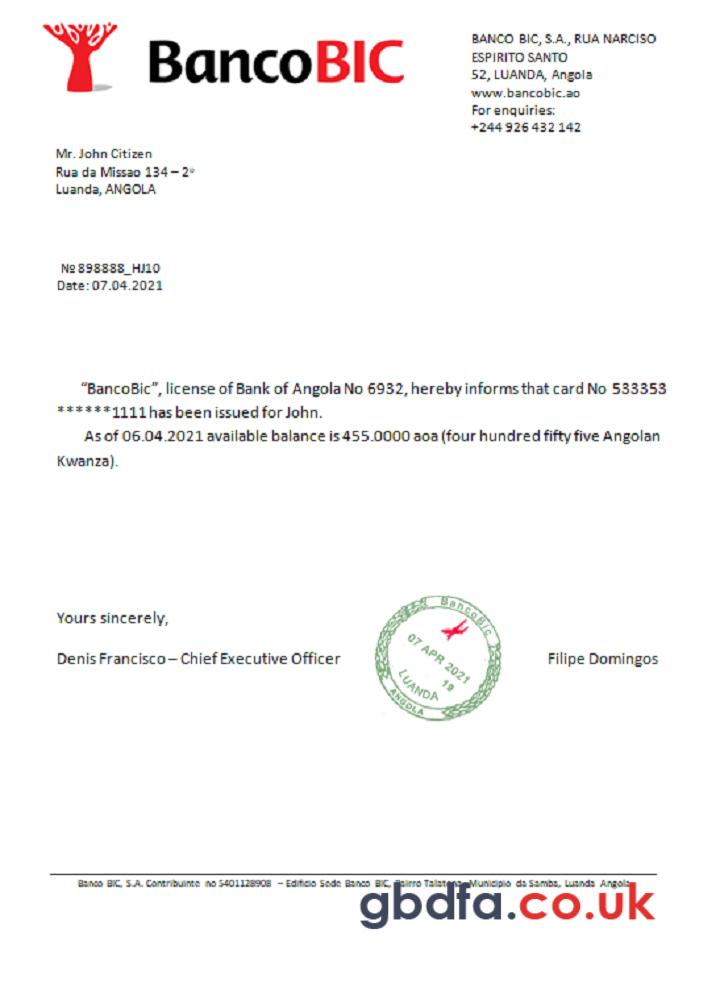 BancoBIC
BANCO BIC, S.A., RUA NARCISO
ESPIRITO SANTO
52, LUANDA, Angola
www.bancobic.ao
For enquiries:
+244 926 432 142
Mr. John Citizen
Rua da Missao 134 – 2º
Luanda, ANGOLA
№ 898888_HJ10
Date: 07.04.2021
“BancoBic”, license of Bank of Angola No 6932, hereby informs that card No 533353
******1111 has been issued for John.
As of 06.04.2021 available balance is 455.0000 aoa (four hundred fifty five Angolan
Kwanza).
Yours sincerely,
Denis Francisco – Chief Executive Officer
Filipe Domingos
BancoBic
07 APR 2021
19
LUANDA
ANGOLA
Banco BIC, S.A. Contribuinte no 5401128908 – Edificio Sede Banco BIC, Bairro Talatona, Municipio da Samba, Luanda Angola
gbdfa.co.uk